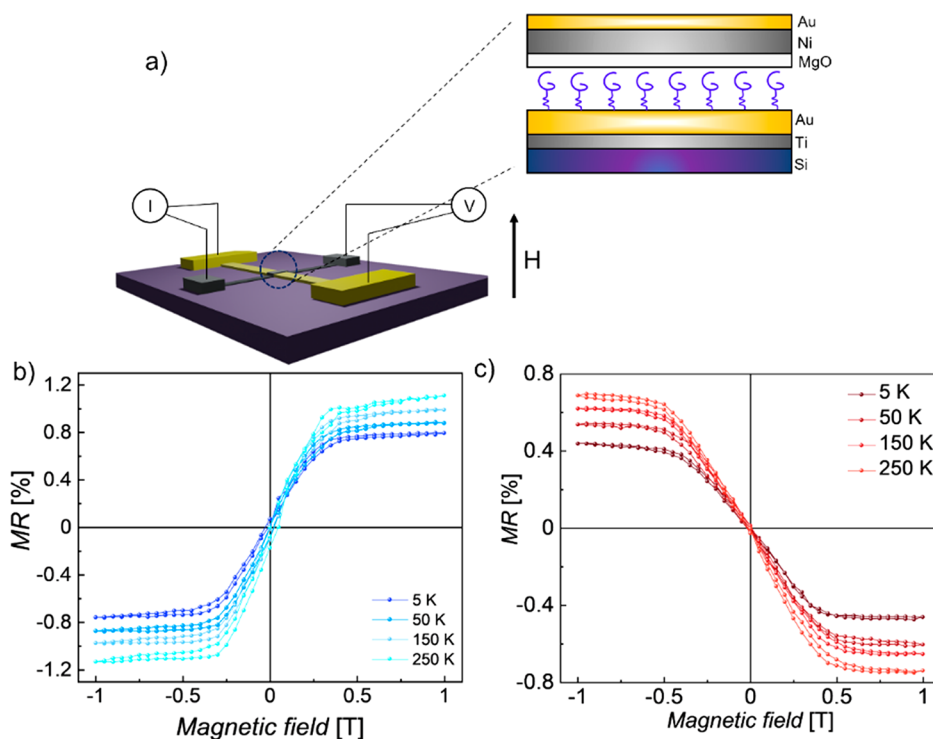 a)
Au
Ni
MgO
Au
Ti
Si
I
V
H
b)
MR [%]
1.2
0.8
0.4
0
-0.4
-0.8
-1.2
-1
-0.5
0
0.5
1
Magnetic field [T]
5 K
50 K
150 K
250 K
c)
MR [%]
0.8
0.4
0
-0.4
-0.8
-1
-0.5
0
0.5
1
Magnetic field [T]
5 K
50 K
150 K
250 K